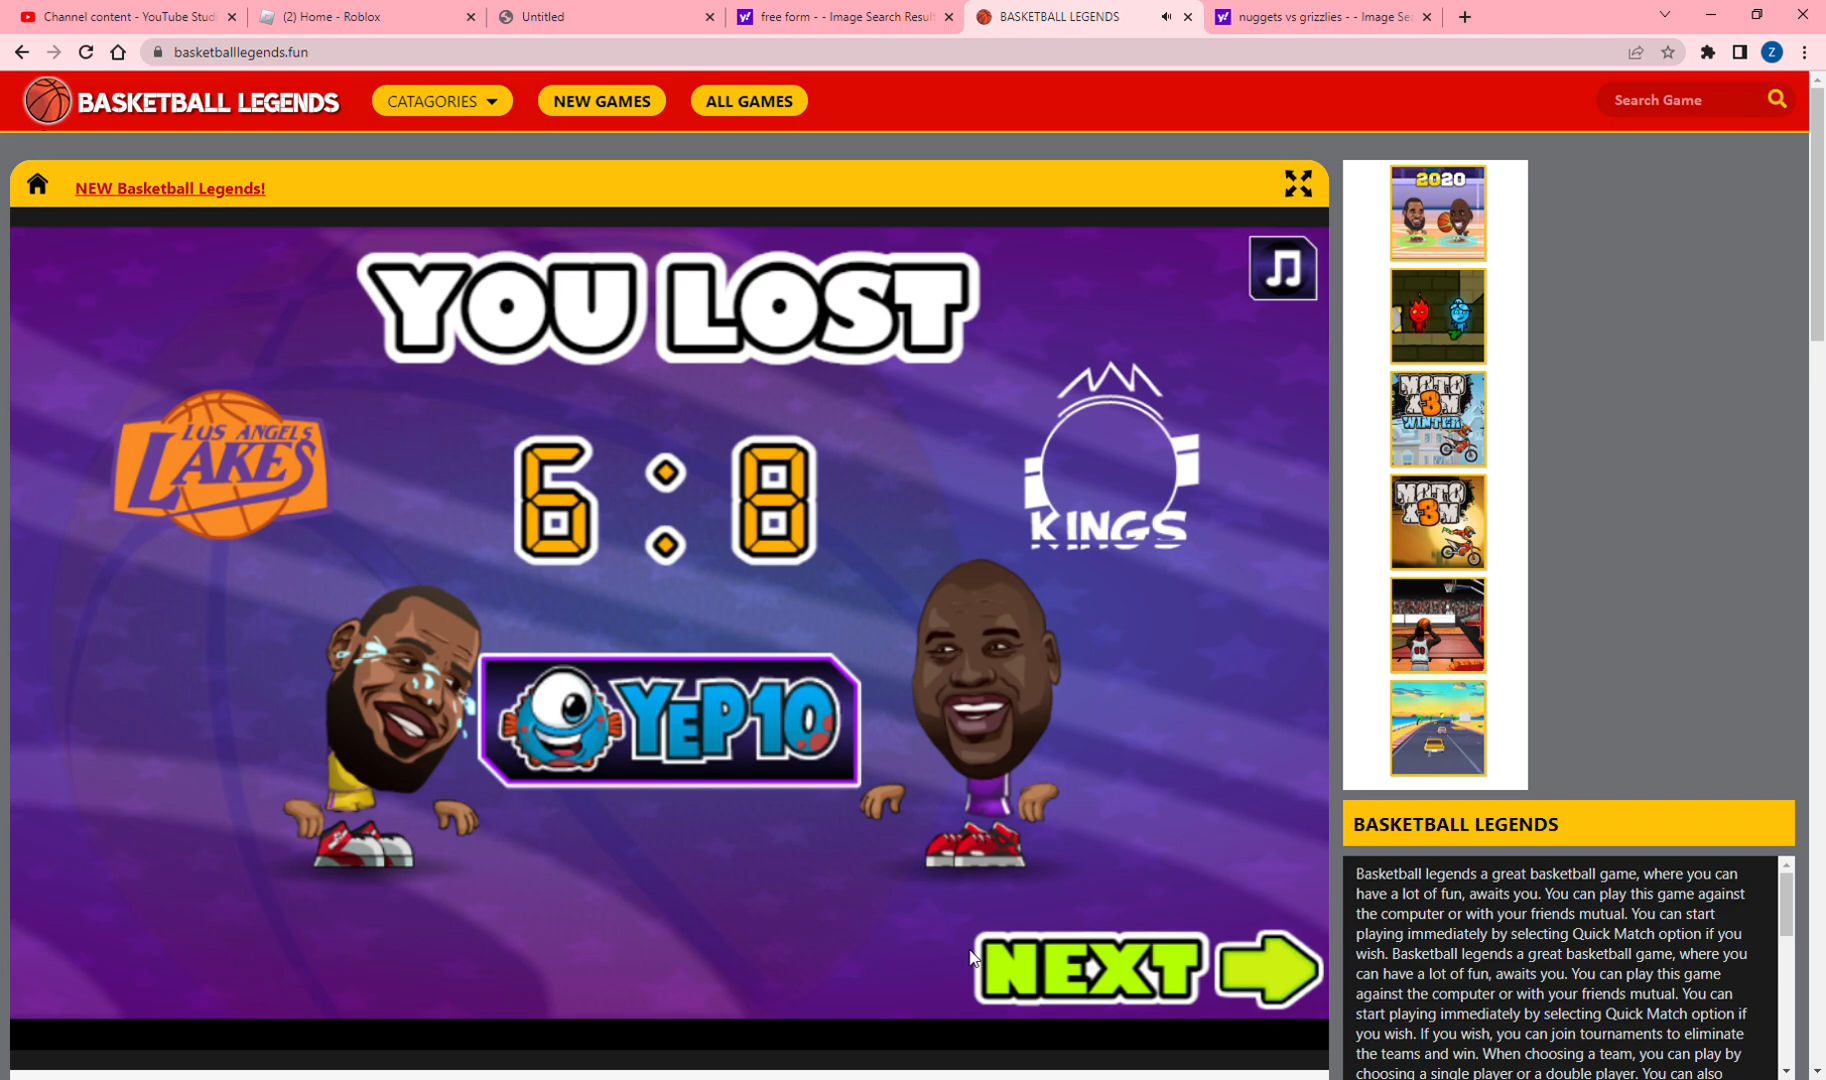 Channel content - YouTube Studi
(2) Home - Roblox
Untitled
free form - - Image Search Result
BASKETBALL LEGENDS
nuggets vs grizzlies - - Image Se
basketballlegends.fun
Z
BASKETBALL LEGENDS
CATAGORIES
NEW GAMES
ALL GAMES
Search Game
NEW Basketball Legends!
YOU LOST
LUS ANGELS
LAKES
6 : 8
KINGS
YEP10
NEXT
2020
MOTO
X3M
WINTER
MOTO
X3M
BASKETBALL LEGENDS
Basketball legends a great basketball game, where you can
have a lot of fun, awaits you. You can play this game against
the computer or with your friends mutual. You can start
playing immediately by selecting Quick Match option if you
wish. Basketball legends a great basketball game, where you
can have a lot of fun, awaits you. You can play this game
against the computer or with your friends mutual. You can
start playing immediately by selecting Quick Match option if
you wish. If you wish, you can join tournaments to eliminate
the teams and win. When choosing a team, you can play by
choosing a single player or a double player. You can also